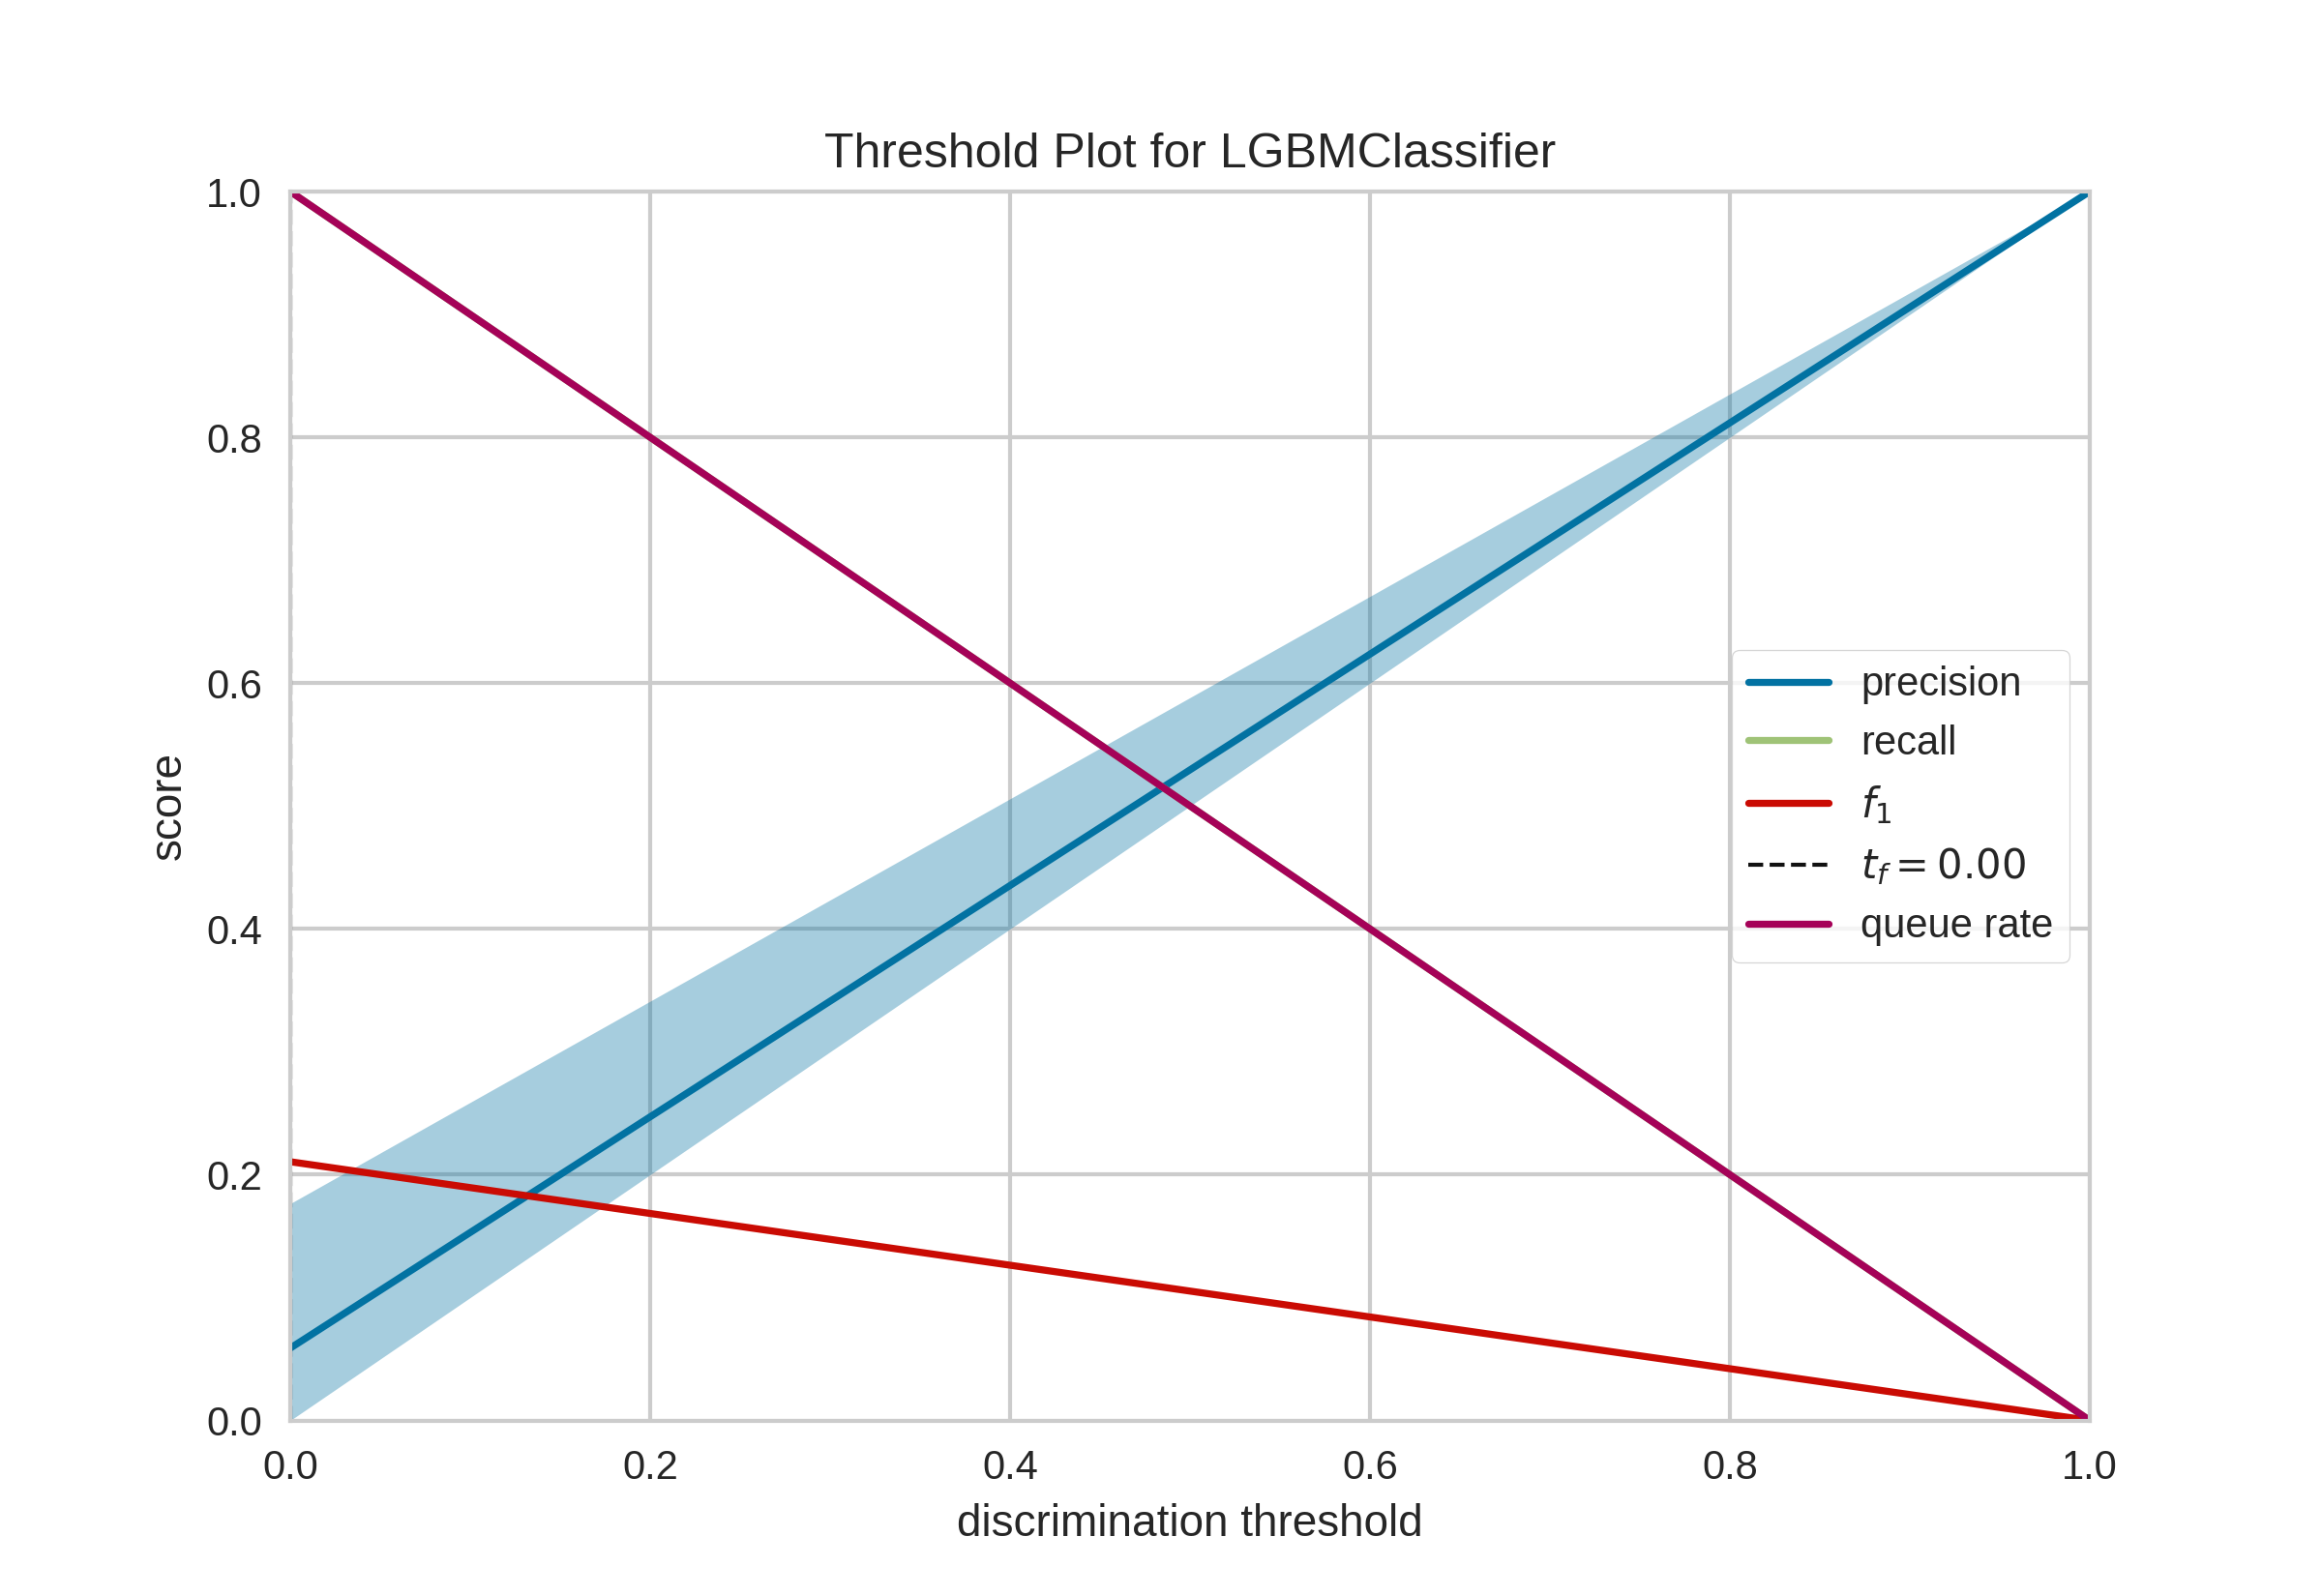 Threshold Plot for LGBMClassifier
1.0
0.8
0.6
0.4
0.2
0.0
score
precision
recall
f1
tf = 0.00
queue rate
0.0 0.2 0.4 0.6 0.8 1.0
discrimination threshold